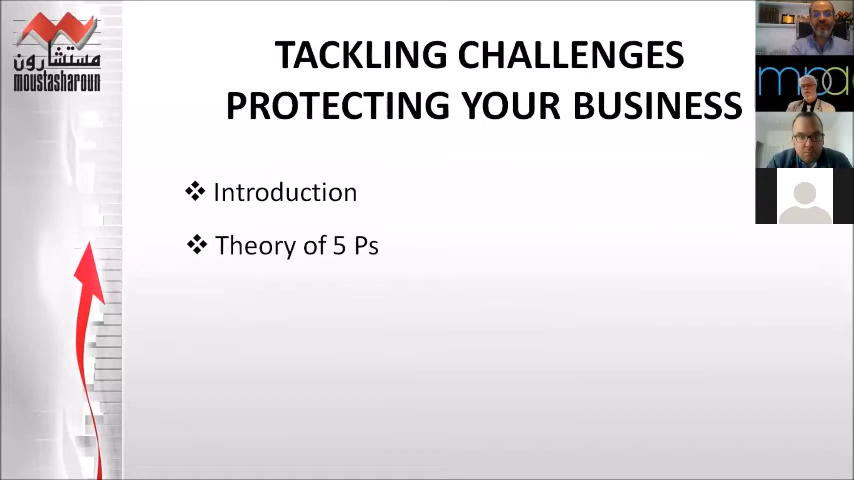 مستشارون
moustasharoun
TACKLING CHALLENGES
PROTECTING YOUR BUSINESS
❖ Introduction
❖ Theory of 5 Ps